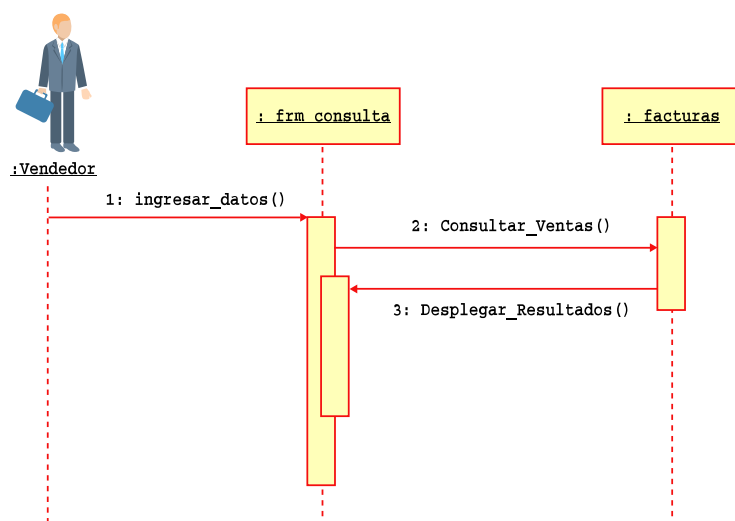 : frm consulta
: facturas
:Vendedor
1: ingresar_datos()
2: Consultar_Ventas()
3: Desplegar_Resultados()